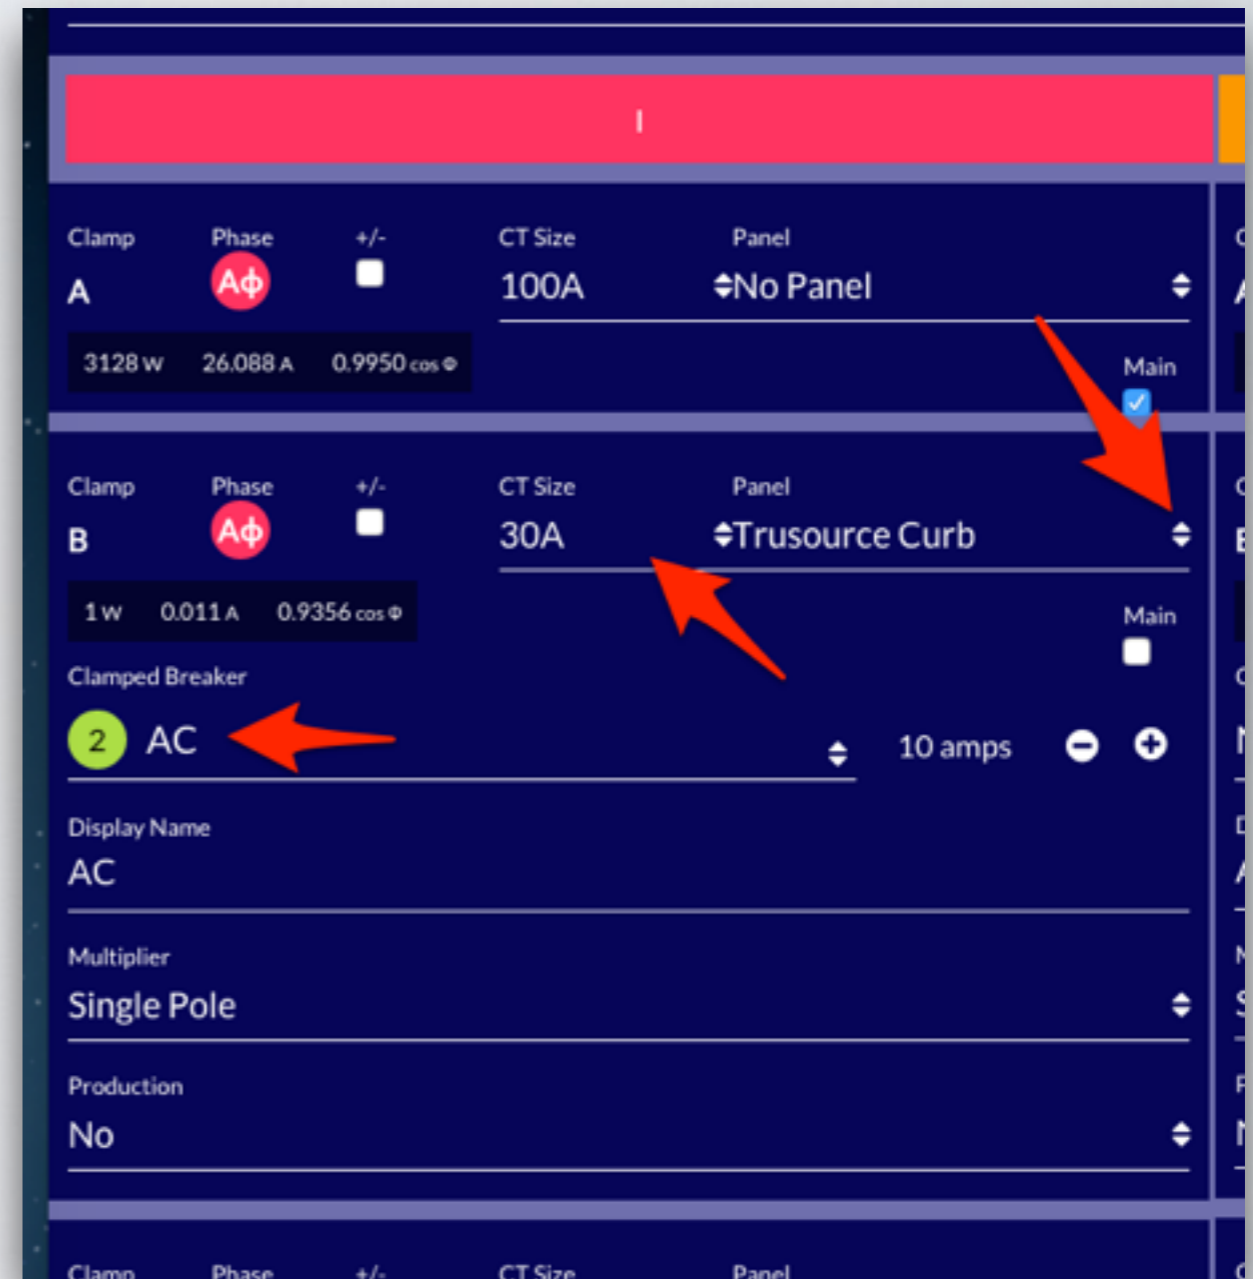 I
Clamp Phase +/- CT Size Panel
A Aϕ 100A No Panel
3128 W 26.088 A 0.9950 cos Φ
Main
Clamp Phase +/- CT Size Panel
B Aϕ 30A Trusource Curb
1 W 0.011 A 0.9356 cos Φ
Main
Clamped Breaker
2 AC 10 amps
Display Name
AC
Multiplier
Single Pole
Production
No
Clamp Phase +/- CT Size Panel